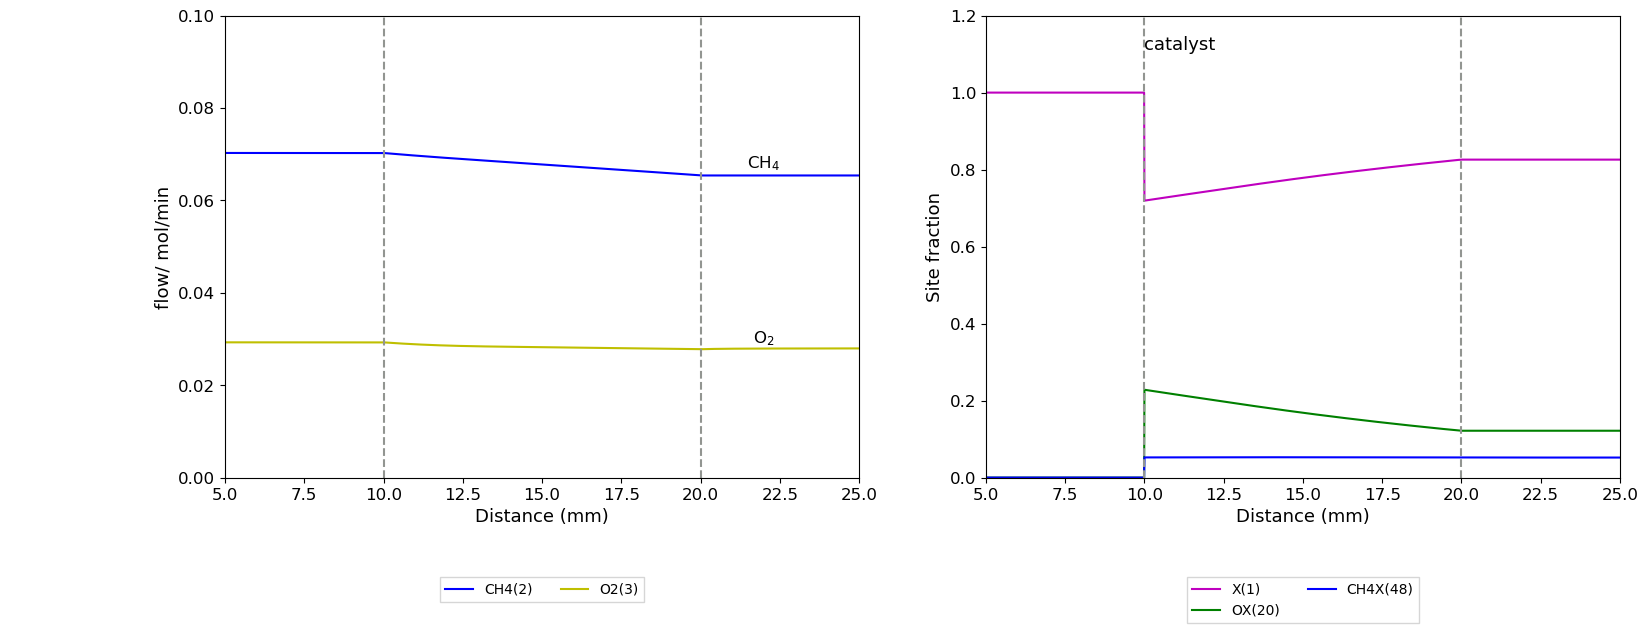 0.10
0.08
0.06
0.04
0.02
0.00
flow/ mol/min
CH₄
O₂
5.0 7.5 10.0 12.5 15.0 17.5 20.0 22.5 25.0
Distance (mm)
CH4(2) O2(3)
1.2
1.0
0.8
0.6
0.4
0.2
0.0
Site fraction
catalyst
5.0 7.5 10.0 12.5 15.0 17.5 20.0 22.5 25.0
Distance (mm)
X(1) CH4X(48)
OX(20)